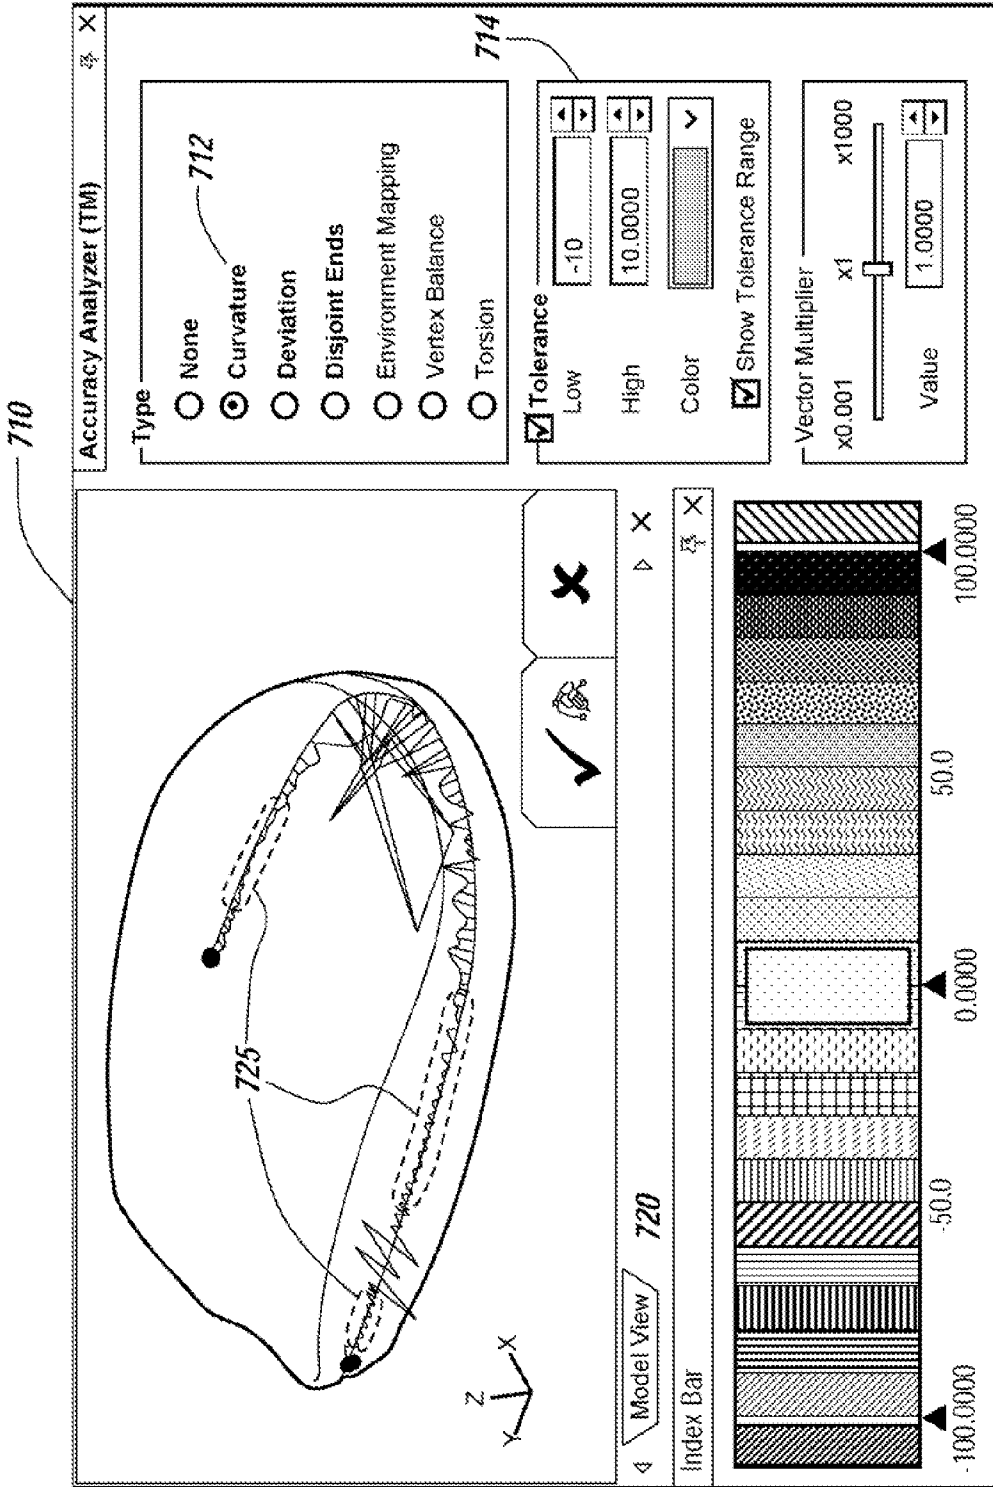 710
Accuracy Analyzer (TM)
Type
None
Curvature
712
Deviation
Disjoint Ends
Environment Mapping
Vertex Balance
Torsion
714
Tolerance
Low -10
High 10.0000
Color
Show Tolerance Range
Vector Multiplier
x0.001 x1 x1000
Value 1.0000
725
Z
Y X
Model View 720
Index Bar
-100.0000 -50.0 0.0000 50.0 100.0000